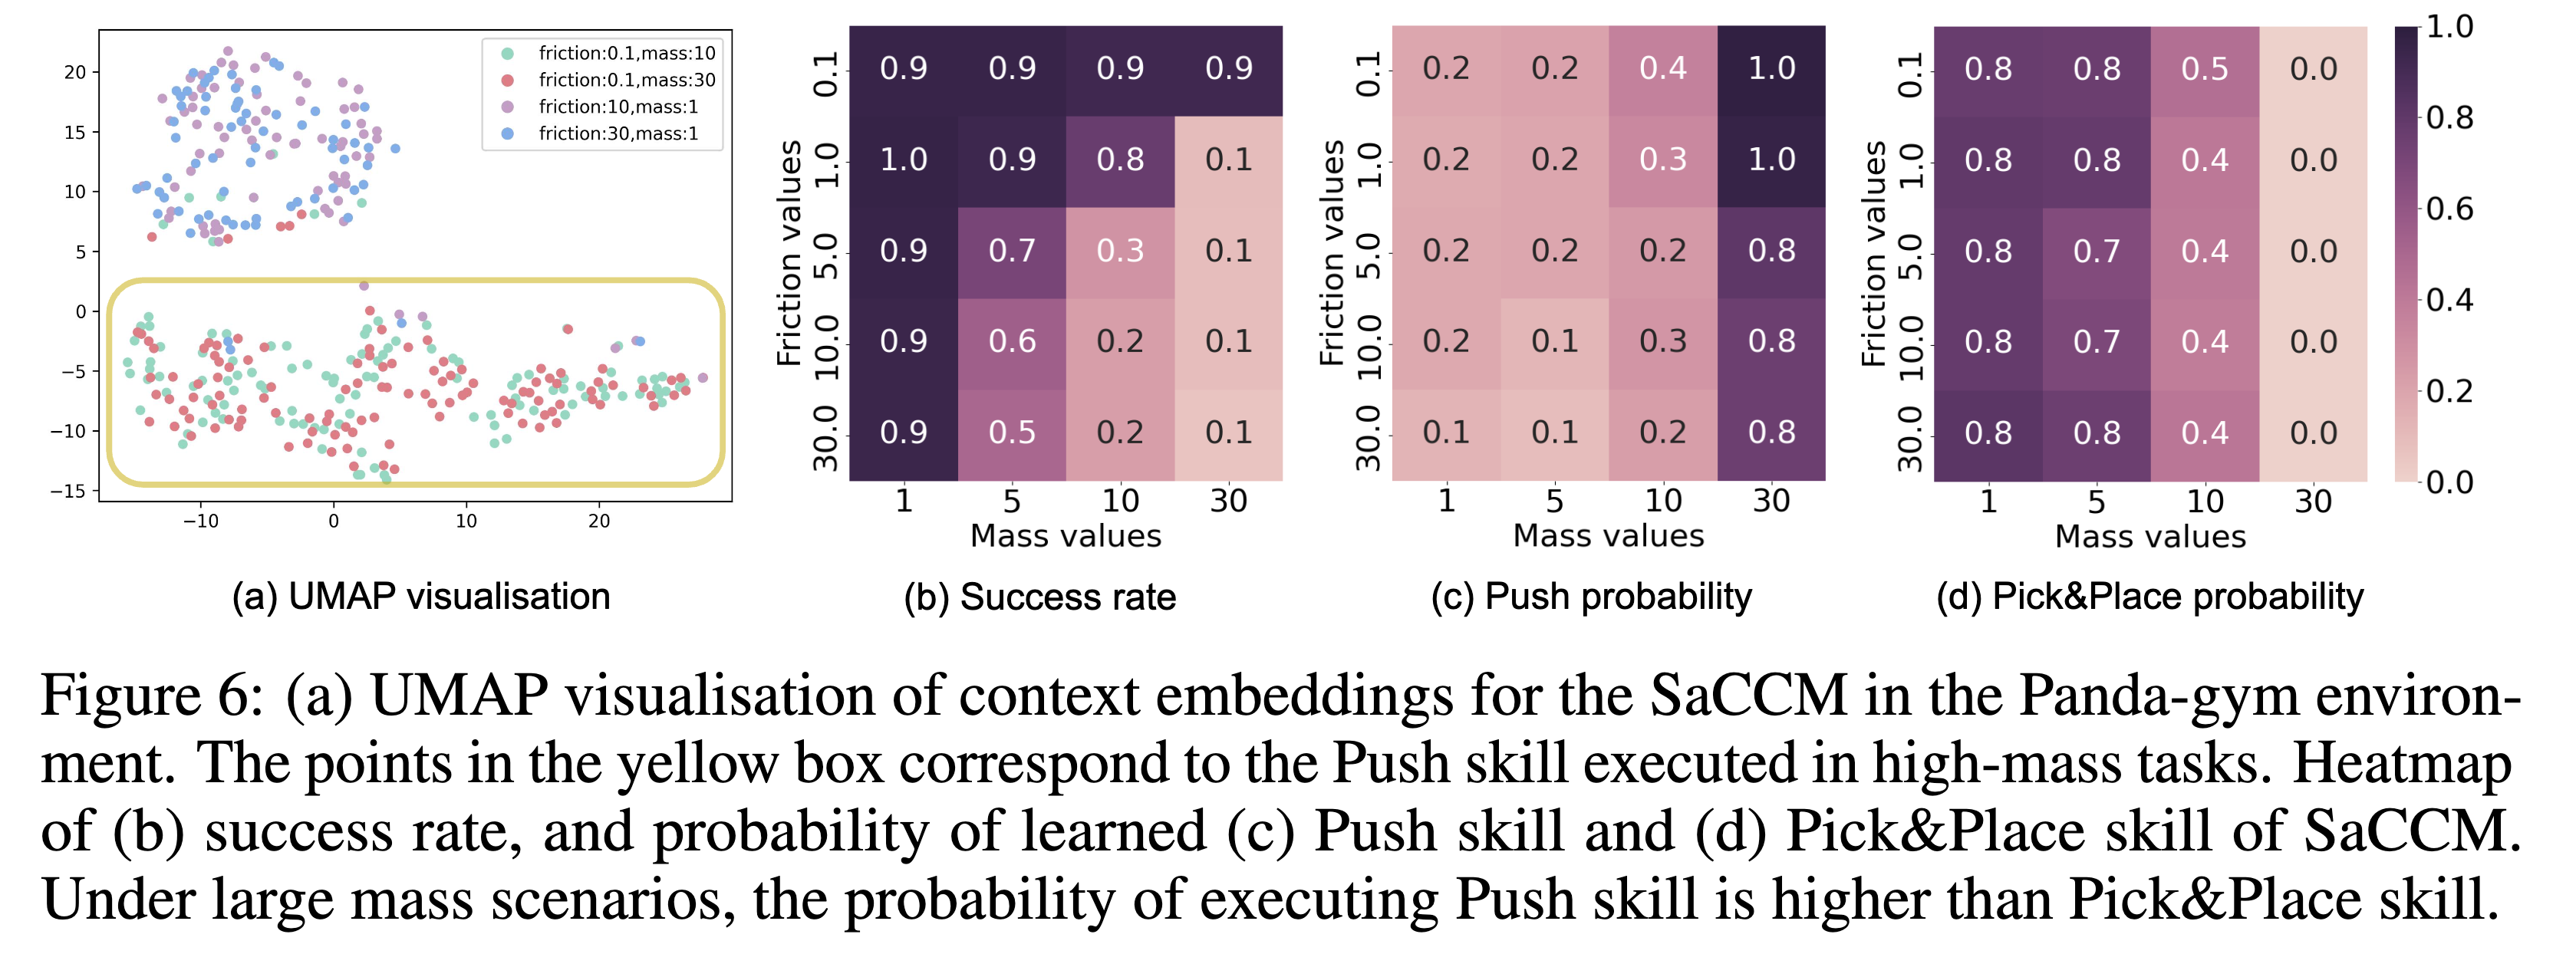 friction:0.1,mass:10
friction:0.1,mass:30
friction:10,mass:1
friction:30,mass:1
20
15
10
5
0
−5
−10
−15
−10 0 10 20
(a) UMAP visualisation
Friction values
0.1 0.9 0.9 0.9 0.9
1.0 1.0 0.9 0.8 0.1
5.0 0.9 0.7 0.3 0.1
10.0 0.9 0.6 0.2 0.1
30.0 0.9 0.5 0.2 0.1
1 5 10 30
Mass values
(b) Success rate
Friction values
0.1 0.2 0.2 0.4 1.0
1.0 0.2 0.2 0.3 1.0
5.0 0.2 0.2 0.2 0.8
10.0 0.2 0.1 0.3 0.8
30.0 0.1 0.1 0.2 0.8
1 5 10 30
Mass values
(c) Push probability
Friction values
0.1 0.8 0.8 0.5 0.0
1.0 0.8 0.8 0.4 0.0
5.0 0.8 0.7 0.4 0.0
10.0 0.8 0.7 0.4 0.0
30.0 0.8 0.8 0.4 0.0
1 5 10 30
Mass values
(d) Pick&Place probability
1.0
0.8
0.6
0.4
0.2
0.0
Figure 6: (a) UMAP visualisation of context embeddings for the SaCCM in the Panda-gym environ-
ment. The points in the yellow box correspond to the Push skill executed in high-mass tasks. Heatmap
of (b) success rate, and probability of learned (c) Push skill and (d) Pick&Place skill of SaCCM.
Under large mass scenarios, the probability of executing Push skill is higher than Pick&Place skill.